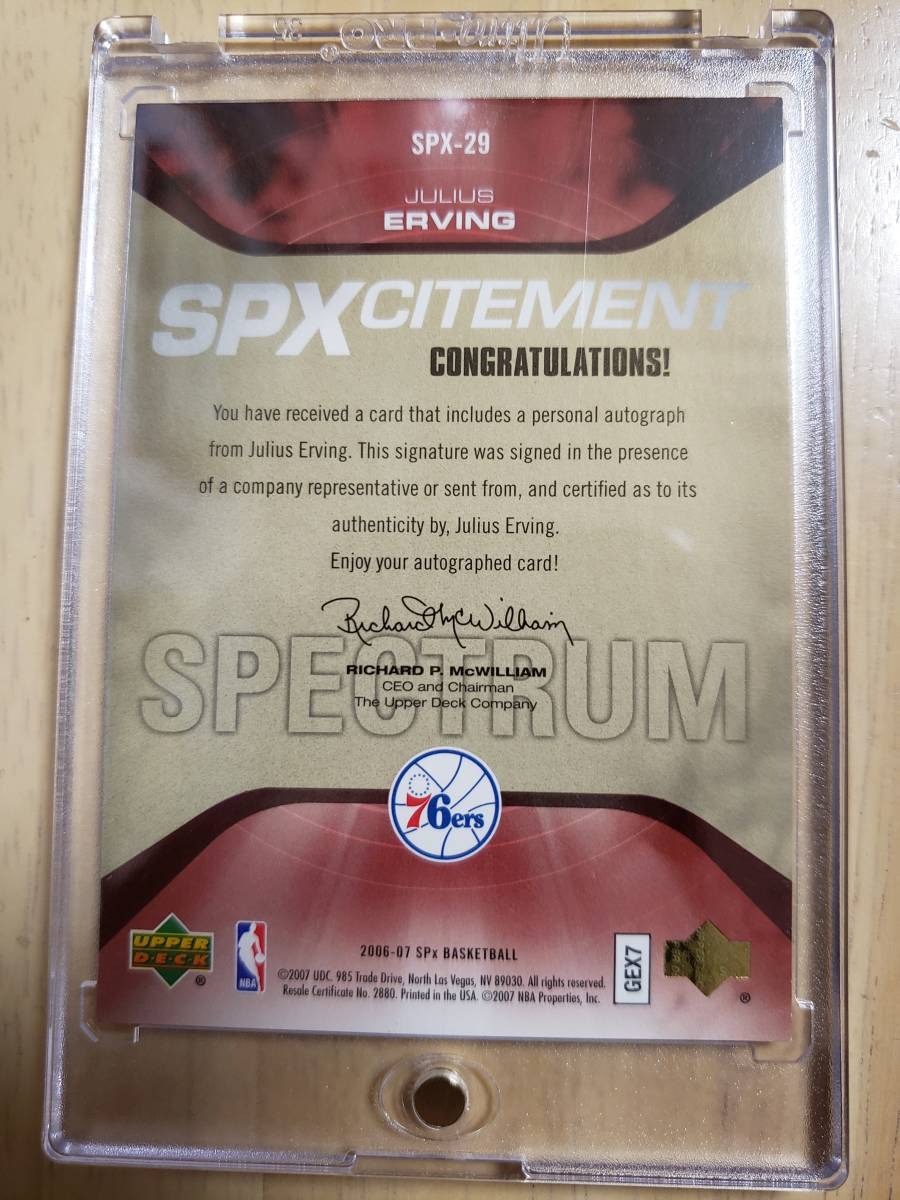 Ultra PRO®
SPX-29
JULIUS
ERVING
SPXCITEMENT
CONGRATULATIONS!
You have received a card that includes a personal autograph
from Julius Erving. This signature was signed in the presence
of a company representative or sent from, and certified as to its
authenticity by, Julius Erving.
Enjoy your autographed card!
Richard McWilliam
SPECTRUM
RICHARD P. McWILLIAM
CEO and Chairman
The Upper Deck Company
76ers
UPPER
D·E·C·K
®
NBA
®
2006-07 SPx BASKETBALL
©2007 UDC. 985 Trade Drive, North Las Vegas, NV 89030. All rights reserved.
Resale Certificate No. 2880. Printed in the USA. ©2007 NBA Properties, Inc.
GEX7
®